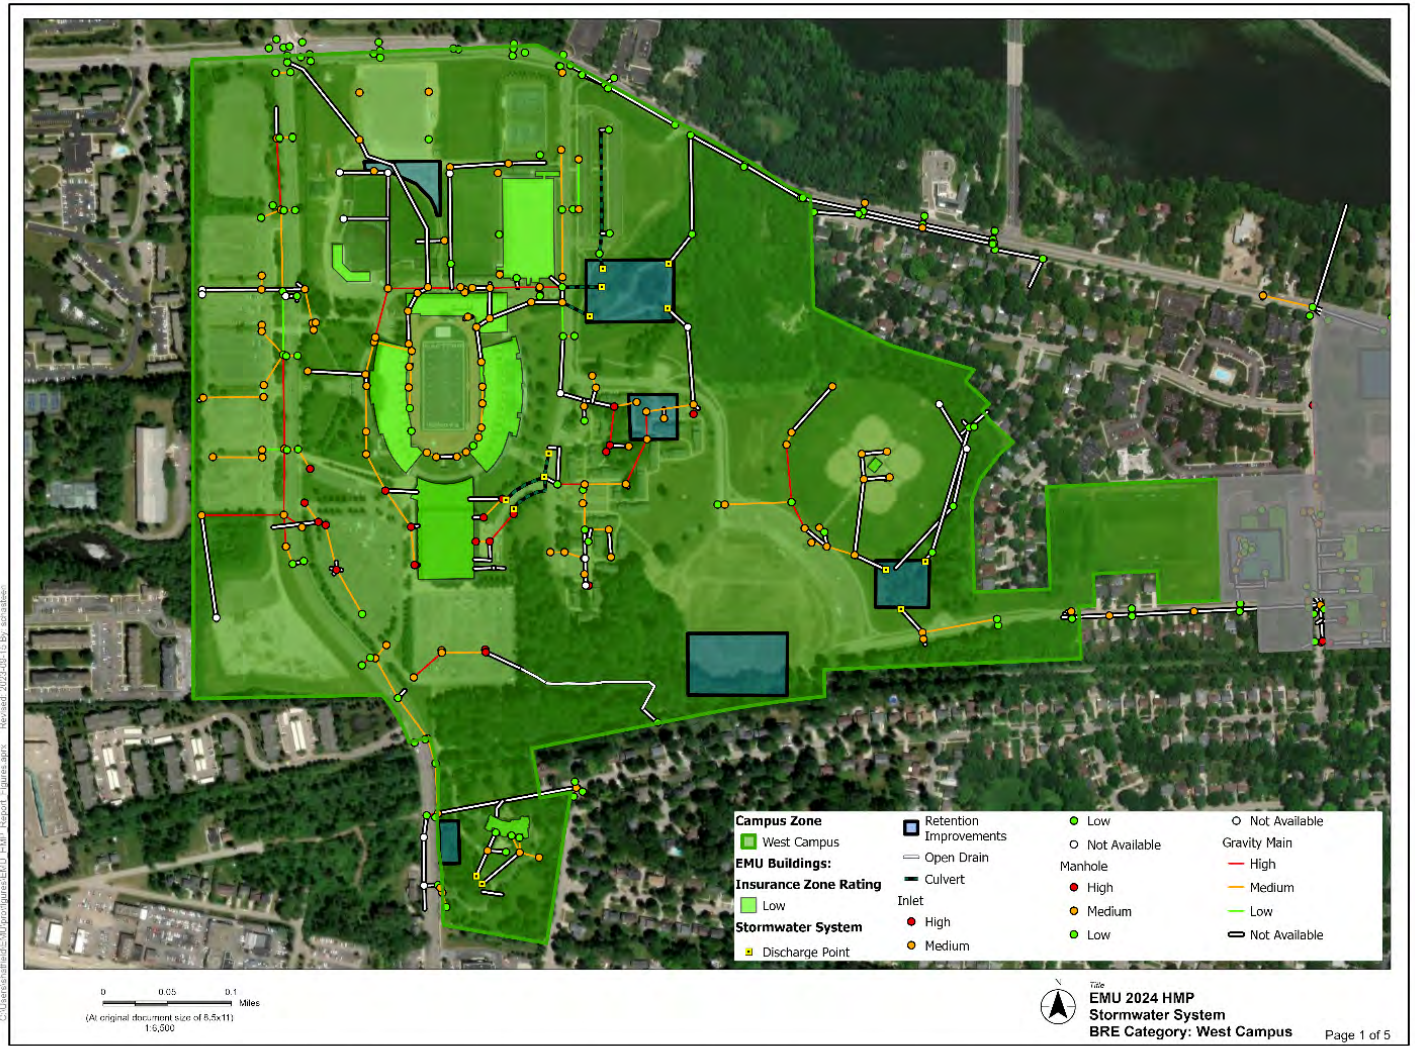 Campus Zone
West Campus
EMU Buildings:
Insurance Zone Rating
Low
Stormwater System
Discharge Point
Retention
Improvements
Open Drain
Culvert
Inlet
High
Medium
Low
Not Available
Manhole
High
Medium
Low
Not Available
Gravity Main
High
Medium
Low
Not Available
0 0.05 0.1
Miles
(At original document size of 8.5x11)
1:6,500
N
Title
EMU 2024 HMP
Stormwater System
BRE Category: West Campus
Page 1 of 5